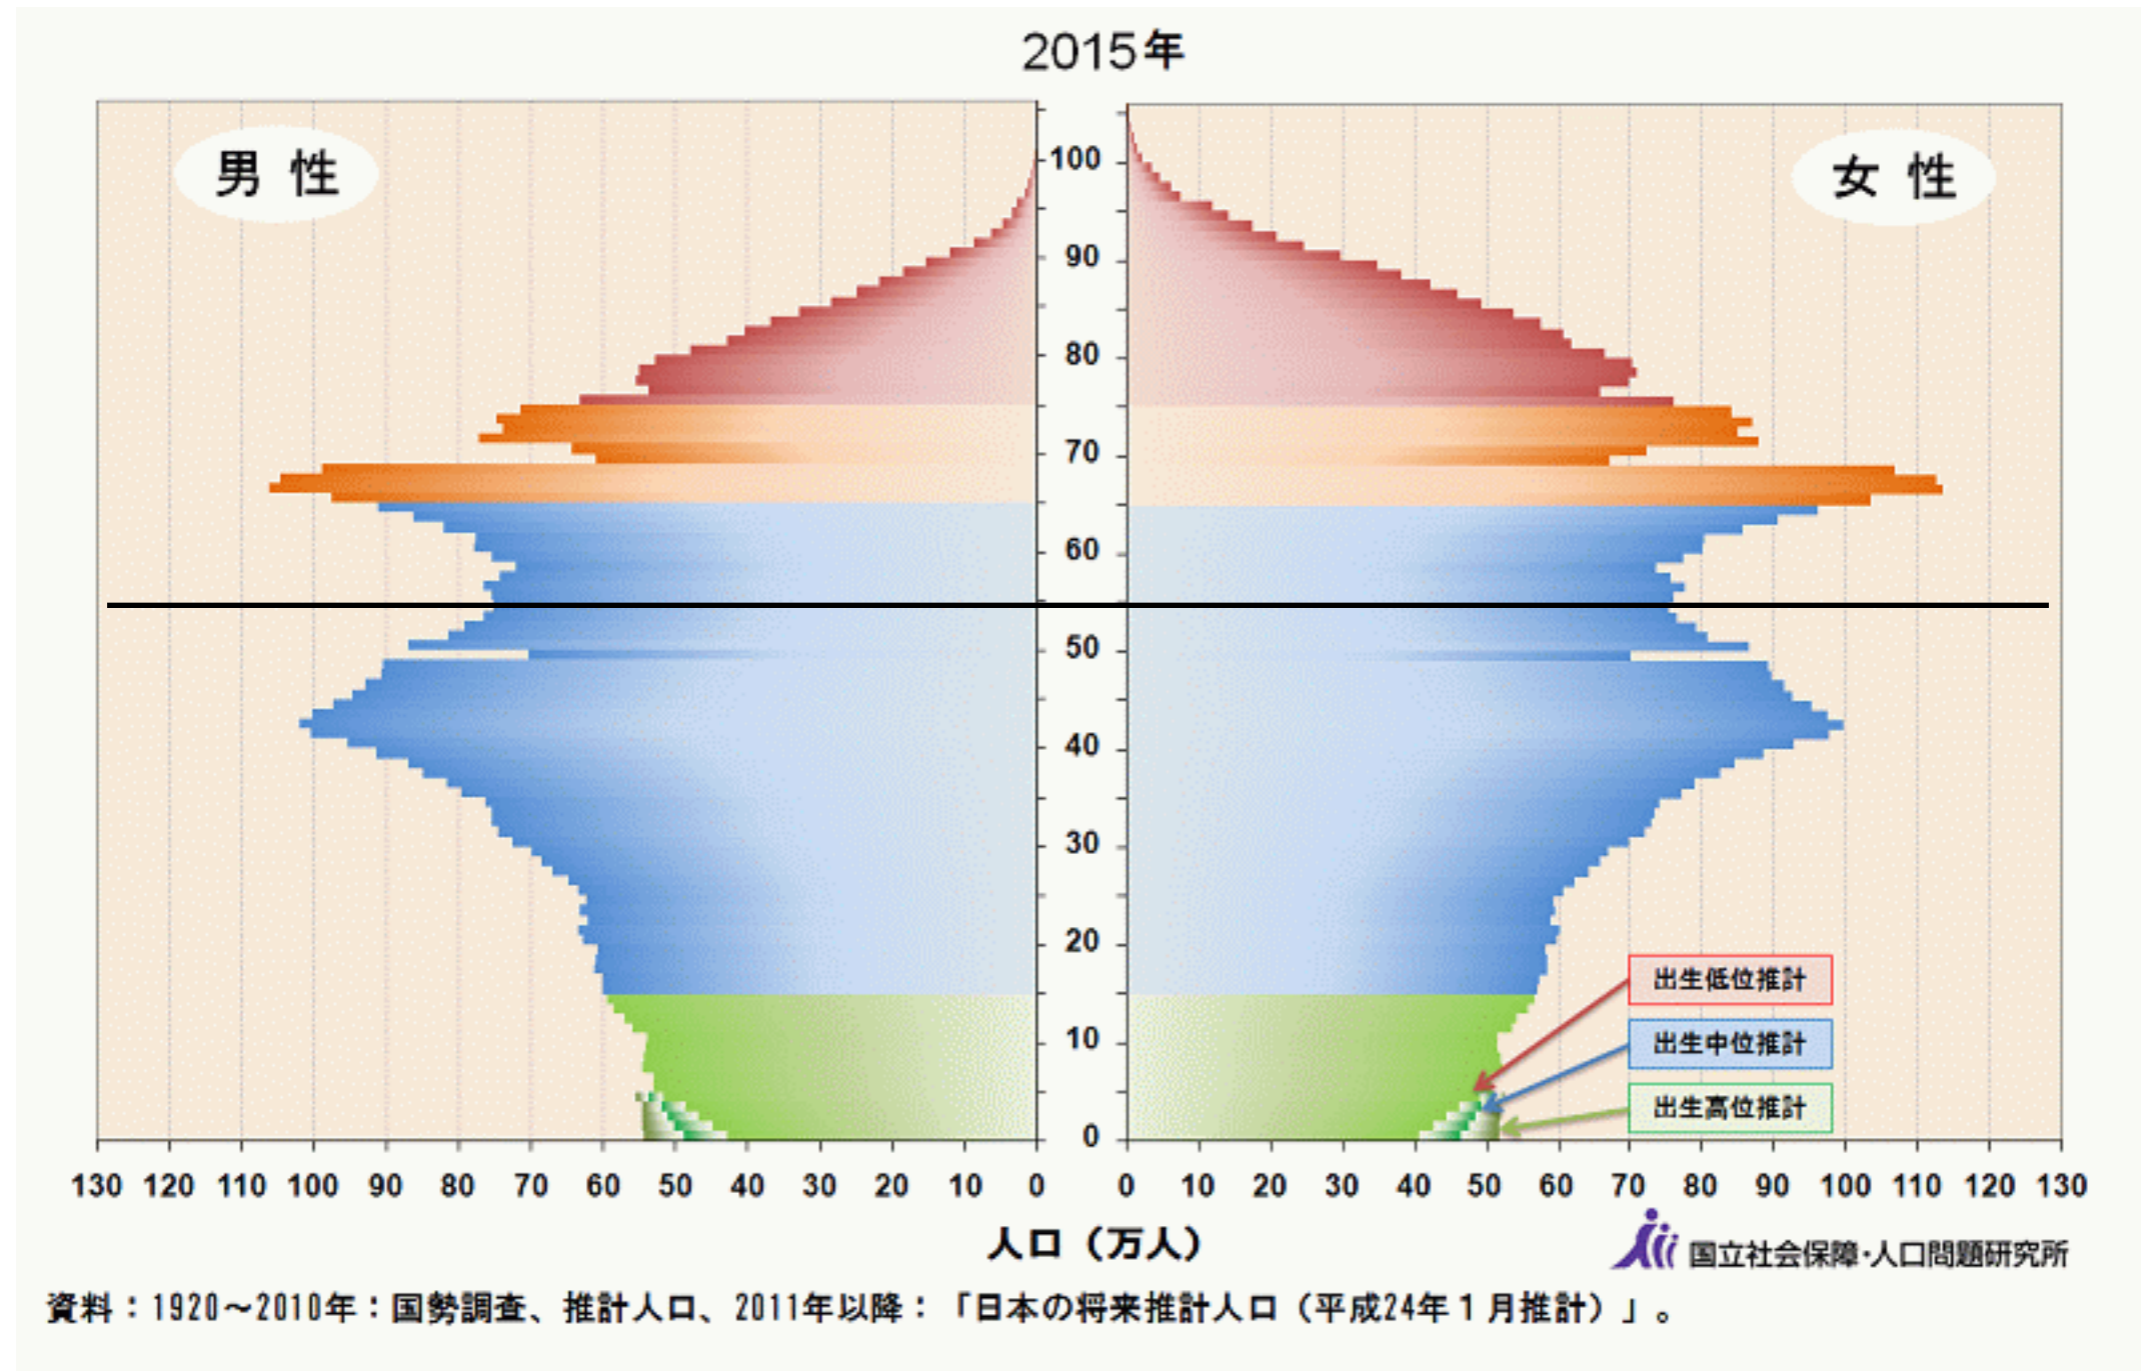 2015年
男性
女性
100
90
80
70
60
50
40
30
20
10
0
出生低位推計
出生中位推計
出生高位推計
130 120 110 100 90 80 70 60 50 40 30 20 10 0
0 10 20 30 40 50 60 70 80 90 100 110 120 130
人口（万人）
国立社会保障・人口問題研究所
資料：1920～2010年：国勢調査、推計人口、2011年以降：「日本の将来推計人口（平成24年１月推計）」。